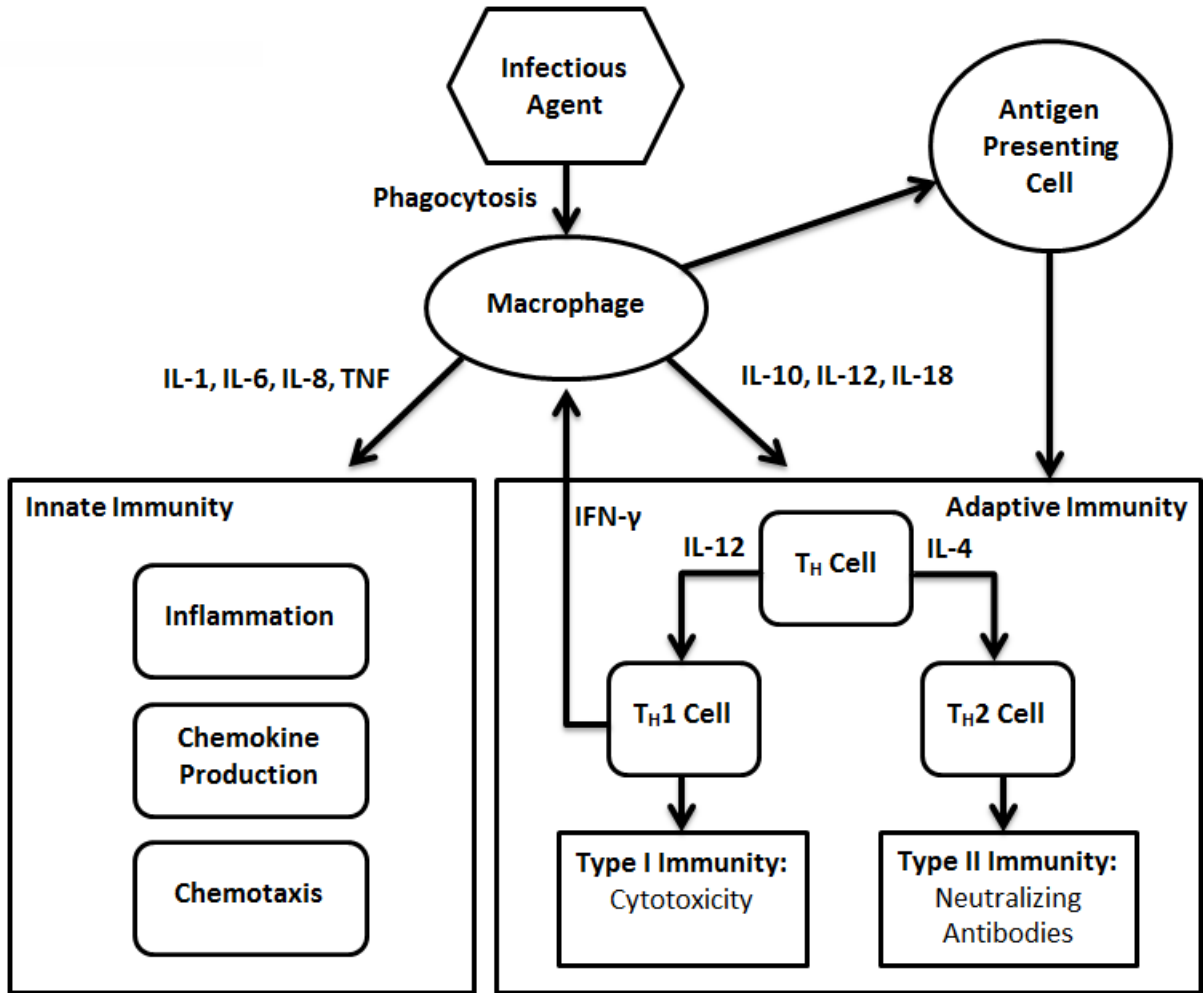 Infectious
Agent
Antigen
Presenting
Cell
Phagocytosis
Macrophage
IL-1, IL-6, IL-8, TNF
IL-10, IL-12, IL-18
Innate Immunity
Inflammation
Chemokine
Production
Chemotaxis
Adaptive Immunity
IFN-γ
IL-12
TH Cell
IL-4
TH1 Cell
TH2 Cell
Type I Immunity:
Cytotoxicity
Type II Immunity:
Neutralizing
Antibodies